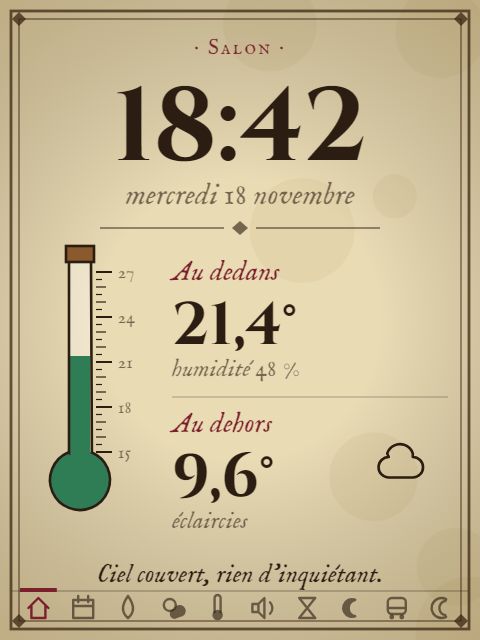 · Salon ·
18:42
mercredi 18 novembre
27
24
21
18
15
Au dedans
21,4°
humidité 48 %
Au dehors
9,6°
éclaircies
Ciel couvert, rien d’inquiétant.